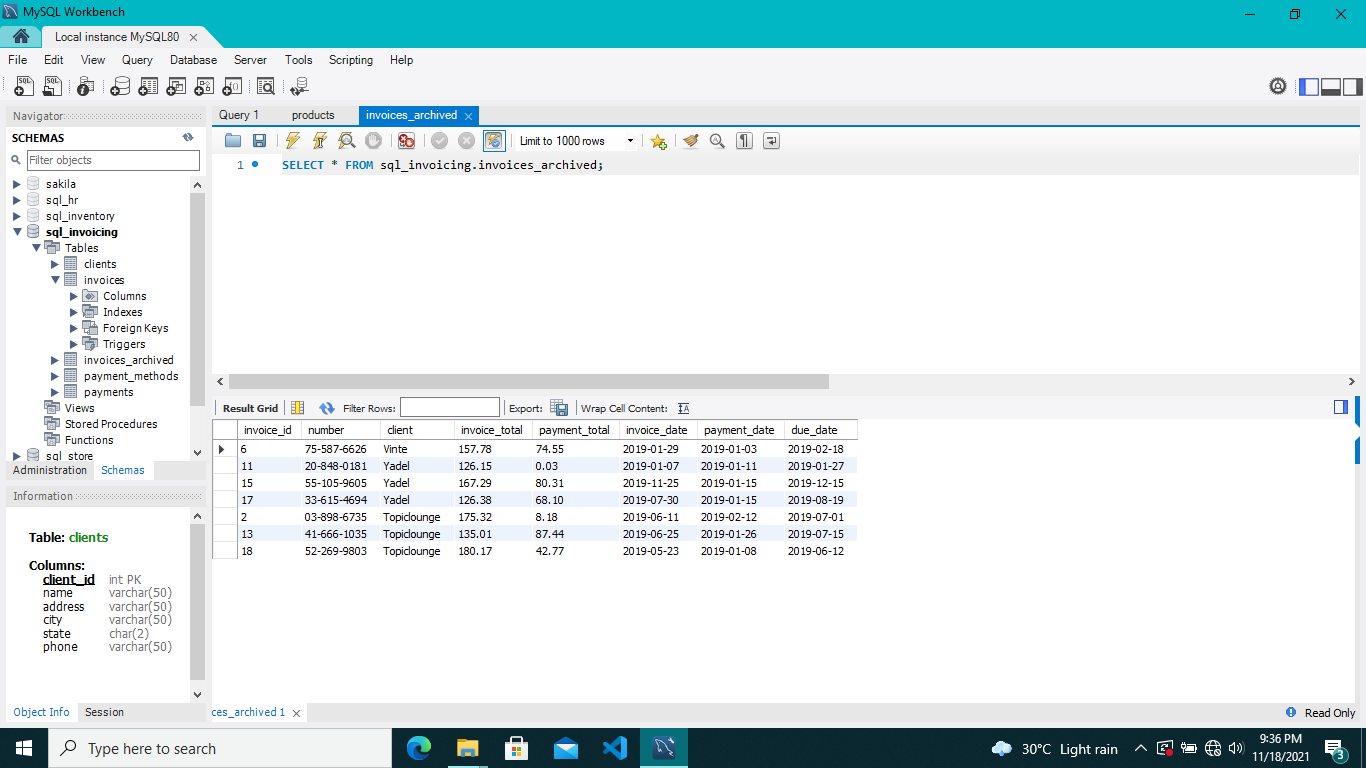 MySQL Workbench
Local instance MySQL80
File Edit View Query Database Server Tools Scripting Help
Navigator
SCHEMAS
Filter objects
sakila
sql_hr
sql_inventory
sql_invoicing
Tables
clients
invoices
Columns
Indexes
Foreign Keys
Triggers
invoices_archived
payment_methods
payments
Views
Stored Procedures
Functions
sql_store
Administration Schemas
Information
Table: clients
Columns:
client_id int PK
name varchar(50)
address varchar(50)
city varchar(50)
state char(2)
phone varchar(50)
Object Info Session
Query 1 products invoices_archived
Limit to 1000 rows
1 SELECT * FROM sql_invoicing.invoices_archived;
Result Grid Filter Rows: Export: Wrap Cell Content:
invoice_id number client invoice_total payment_total invoice_date payment_date due_date
6 75-587-6626 Vinte 157.78 74.55 2019-01-29 2019-01-03 2019-02-18
11 20-848-0181 Yadel 126.15 0.03 2019-01-07 2019-01-11 2019-01-27
15 55-105-9605 Yadel 167.29 80.31 2019-11-25 2019-01-15 2019-12-15
17 33-615-4694 Yadel 126.38 68.10 2019-07-30 2019-01-15 2019-08-19
2 03-898-6735 Topiclounge 175.32 8.18 2019-06-11 2019-02-12 2019-07-01
13 41-666-1035 Topiclounge 135.01 87.44 2019-06-25 2019-01-26 2019-07-15
18 52-269-9803 Topiclounge 180.17 42.77 2019-05-23 2019-01-08 2019-06-12
ces_archived 1
Read Only
Type here to search
30°C Light rain
9:36 PM
11/18/2021
3